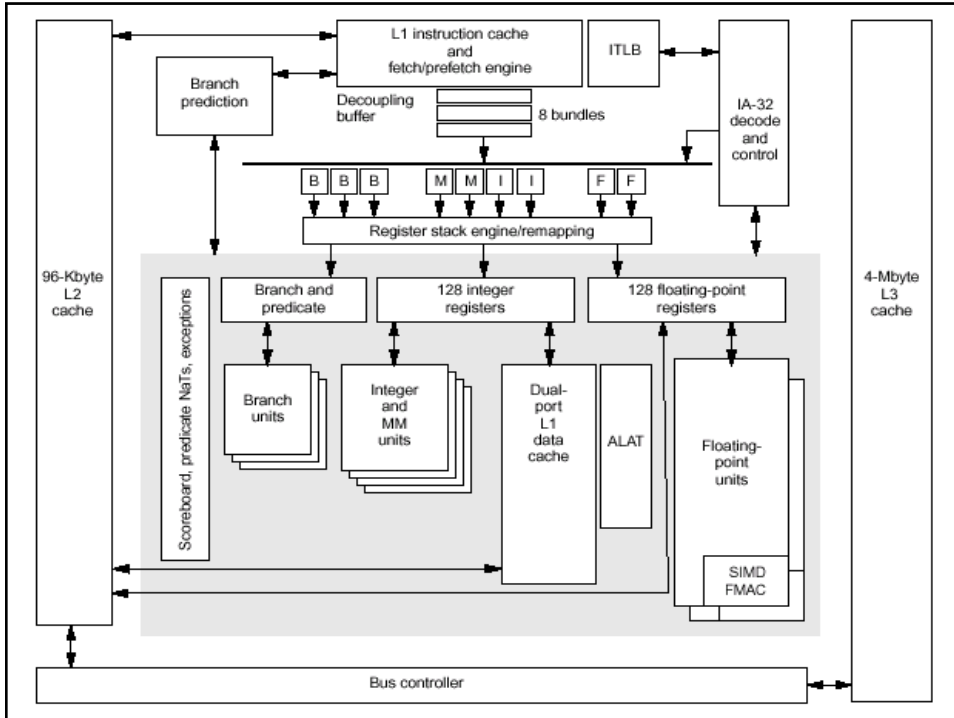 L1 instruction cache
and
fetch/prefetch engine
ITLB
Branch
prediction
Decoupling
buffer
8 bundles
IA-32
decode
and
control
B B B M M I I F F
Register stack engine/remapping
96-Kbyte
L2
cache
4-Mbyte
L3
cache
Scoreboard, predicate NaTs, exceptions
Branch and
predicate
128 integer
registers
128 floating-point
registers
Branch
units
Integer
and
MM
units
Dual-
port
L1
data
cache
ALAT
Floating-
point
units
SIMD
FMAC
Bus controller